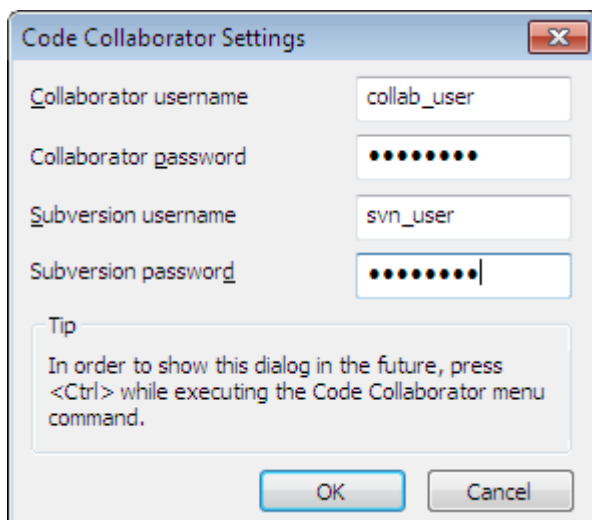 Code Collaborator Settings
Collaborator username collab_user
Collaborator password ●●●●●●●●
Subversion username svn_user
Subversion password ●●●●●●●●
Tip
In order to show this dialog in the future, press
<Ctrl> while executing the Code Collaborator menu
command.
OK Cancel